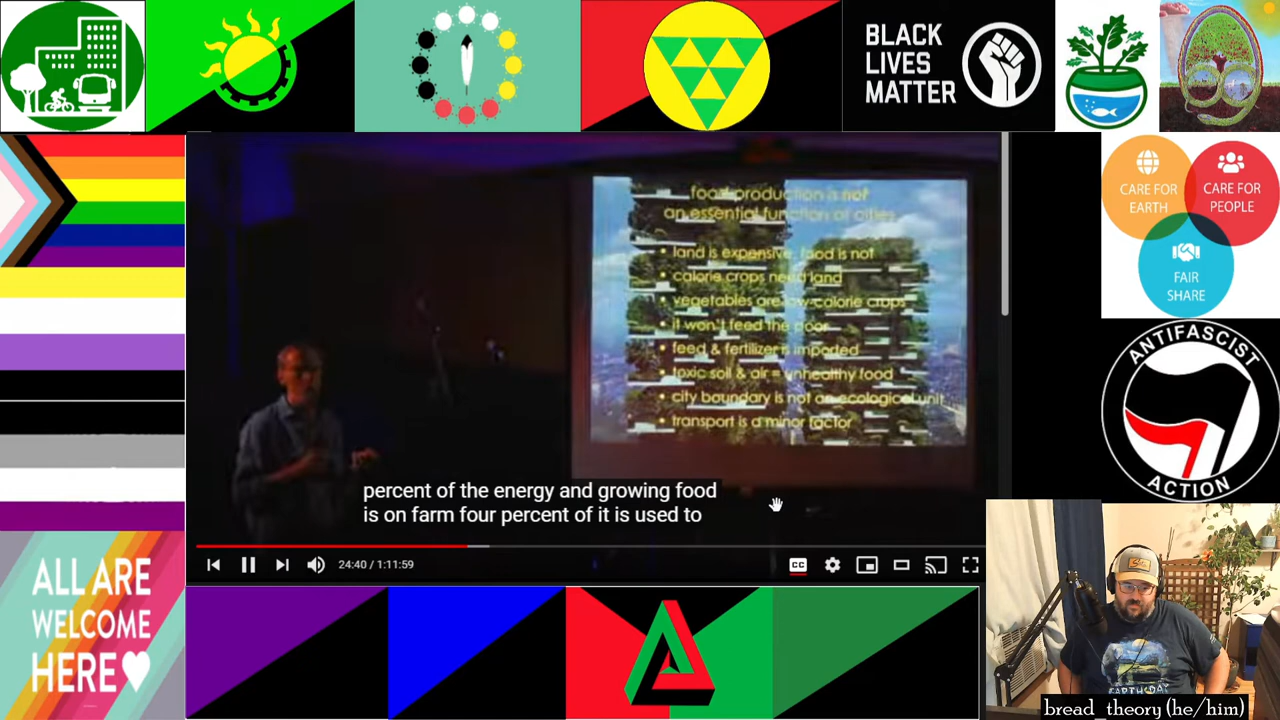 BLACK
LIVES
MATTER
CARE FOR
EARTH
CARE FOR
PEOPLE
FAIR
SHARE
food production is not
an essential function of cities
• land is expensive, food is not
• calorie crops need land
• vegetables are low-calorie crops
• it won't feed the poor
• feed & fertilizer is imported
• toxic soil & air = unhealthy food
• city boundary is not an ecological unit
• transport is a minor factor
percent of the energy and growing food
is on farm four percent of it is used to
CC
24:40 / 1:11:59
ANTIFASCIST
ACTION
ALL ARE
WELCOME
HERE
EARTH DAY
bread_theory (he/him)